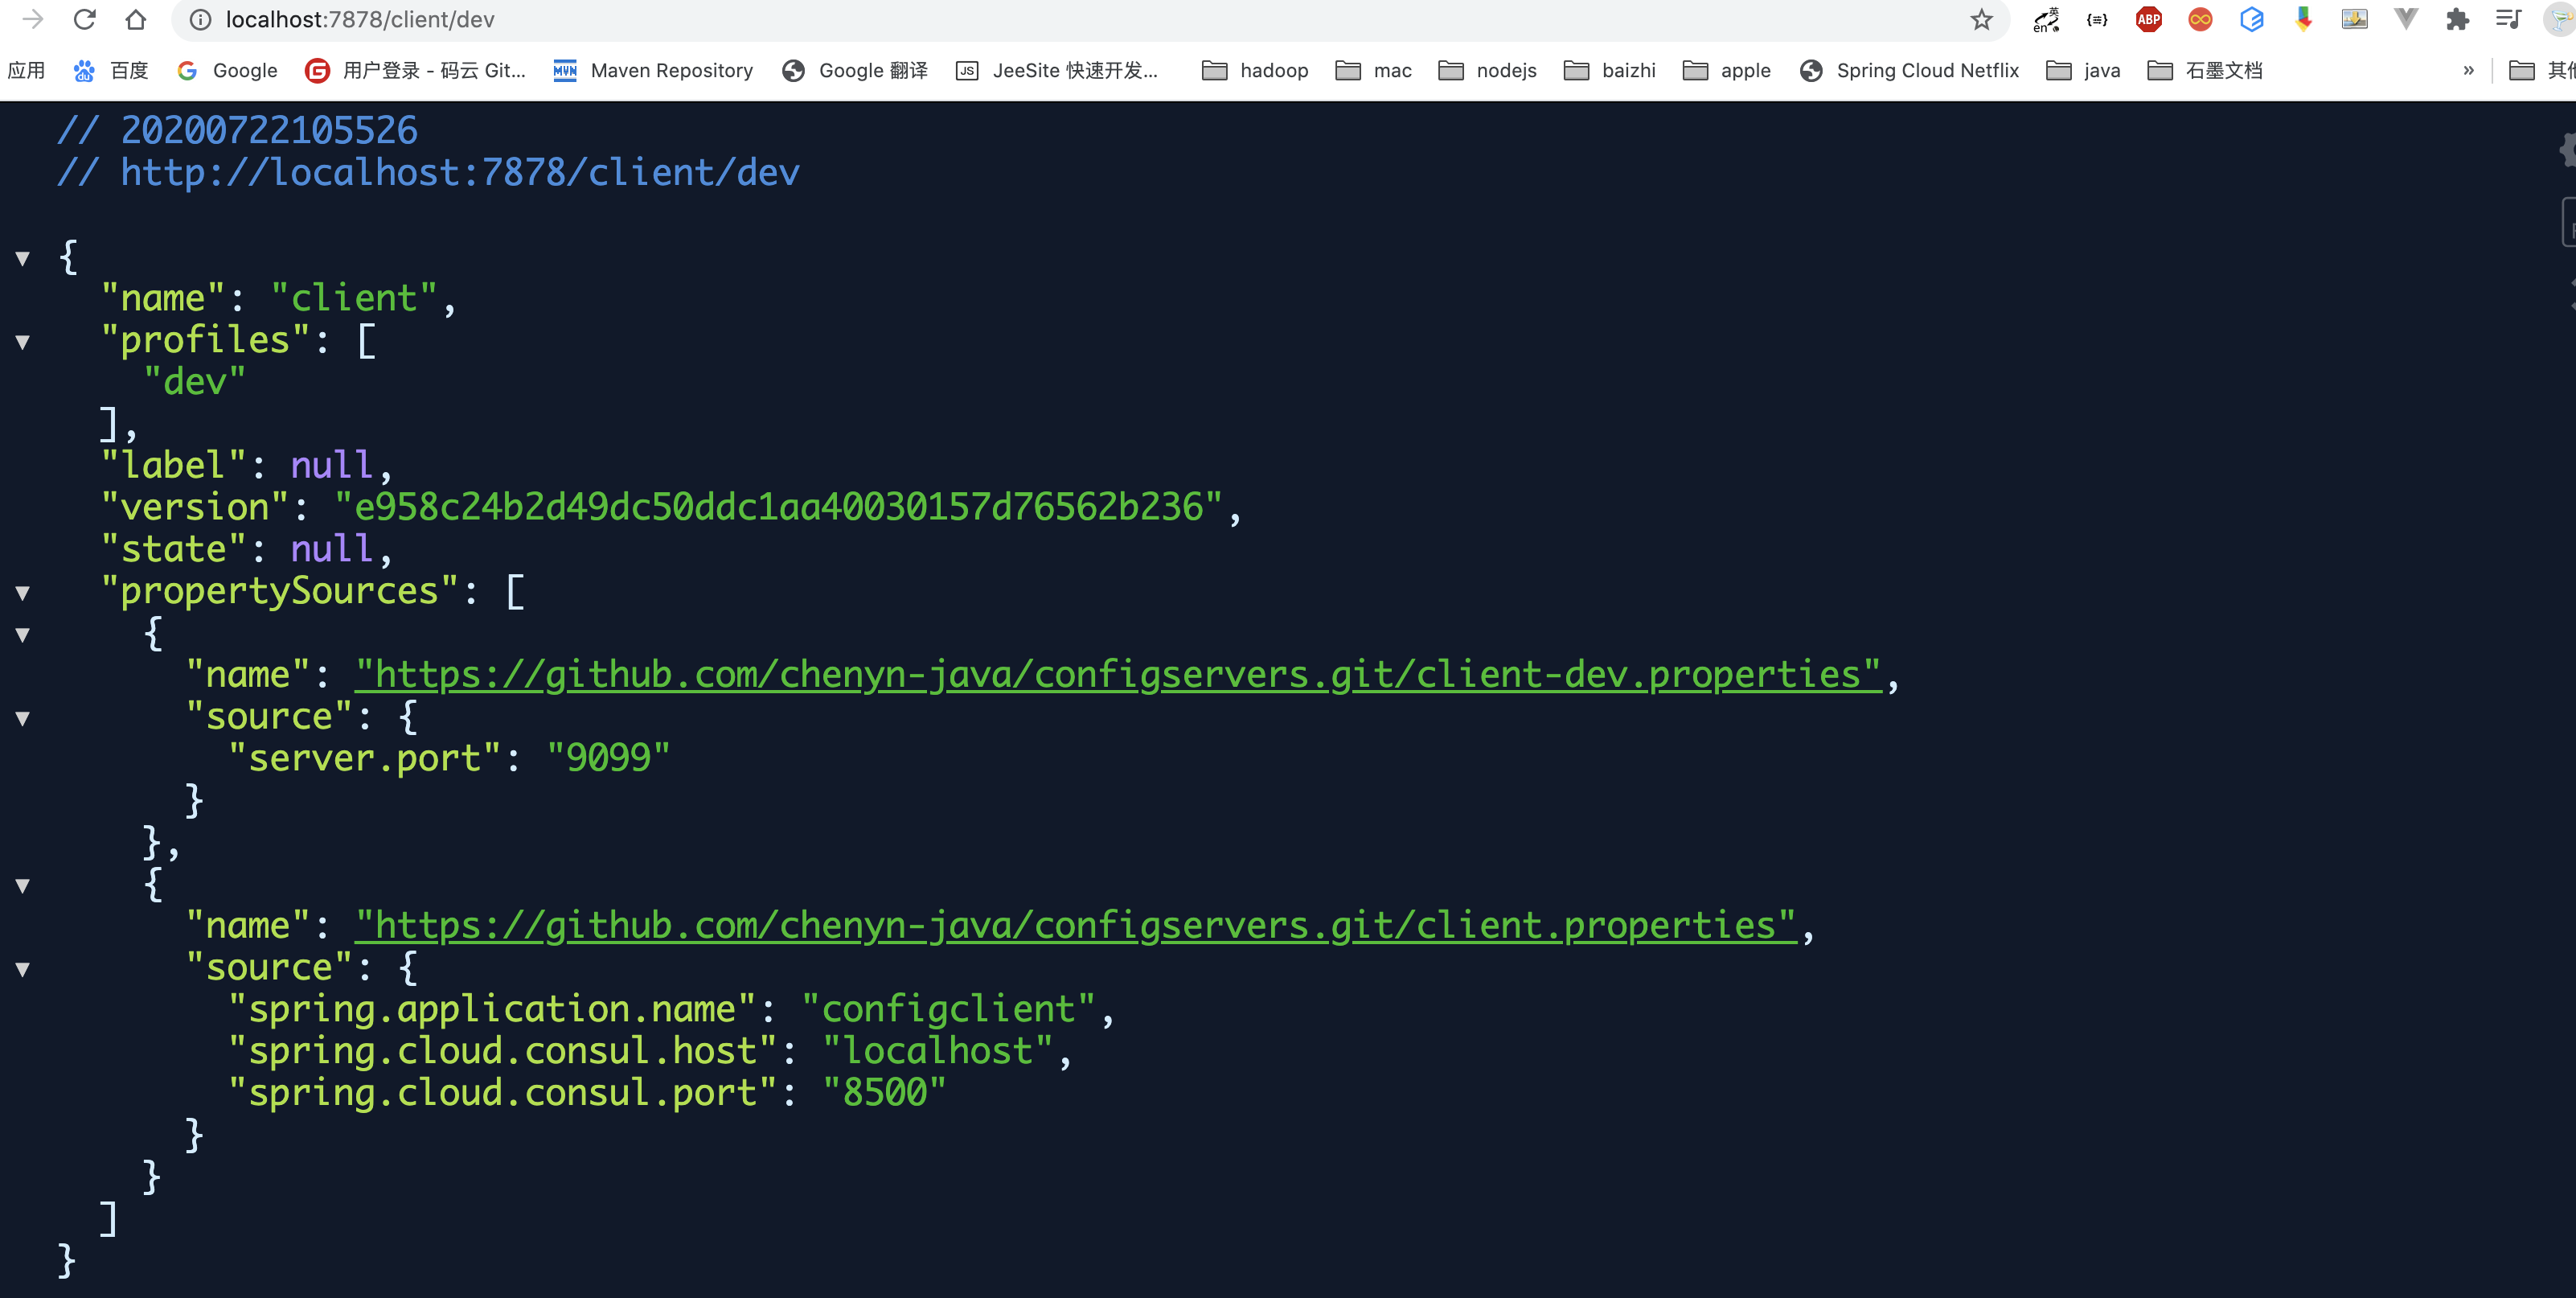 localhost:7878/client/dev
应用 百度 Google 用户登录 - 码云 Git... Maven Repository Google 翻译 JeeSite 快速开发... hadoop mac nodejs baizhi apple Spring Cloud Netflix java 石墨文档 »
// 20200722105526
// http://localhost:7878/client/dev
{
"name": "client",
"profiles": [
"dev"
],
"label": null,
"version": "e958c24b2d49dc50ddc1aa40030157d76562b236",
"state": null,
"propertySources": [
{
"name": "https://github.com/chenyn-java/configservers.git/client-dev.properties",
"source": {
"server.port": "9099"
}
},
{
"name": "https://github.com/chenyn-java/configservers.git/client.properties",
"source": {
"spring.application.name": "configclient",
"spring.cloud.consul.host": "localhost",
"spring.cloud.consul.port": "8500"
}
}
]
}